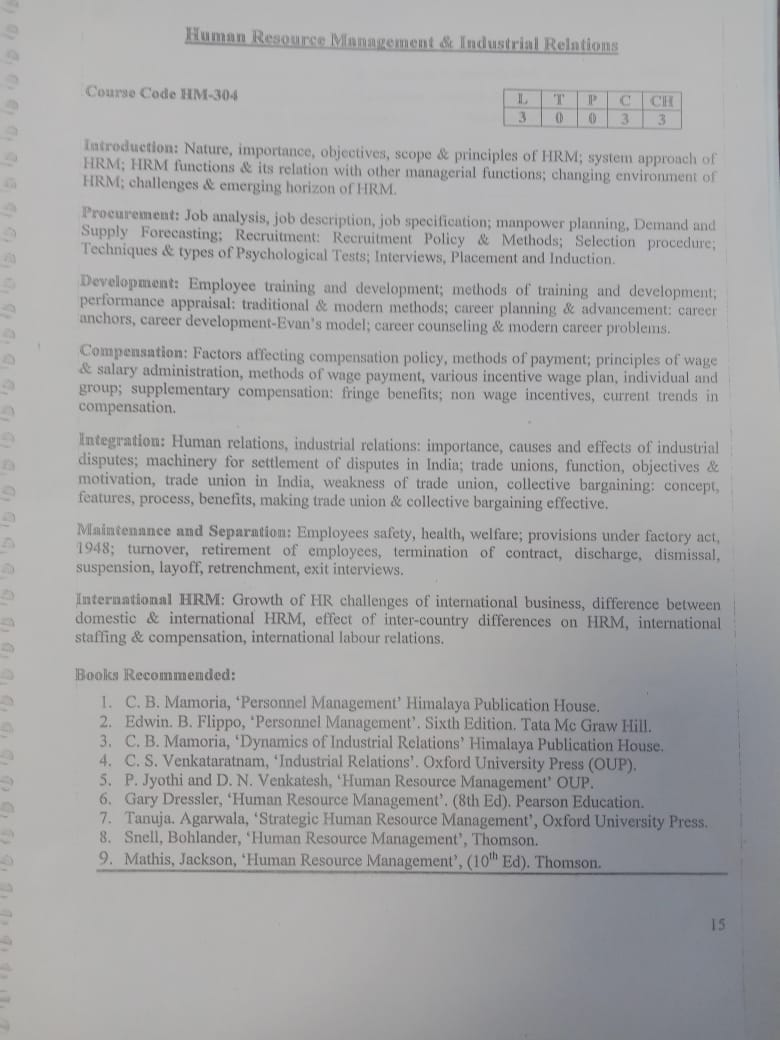 Human Resource Management & Industrial Relations
Course Code HM-304
L T P C CH
3 0 0 3 3
Introduction: Nature, importance, objectives, scope & principles of HRM; system approach of
HRM; HRM functions & its relation with other managerial functions; changing environment of
HRM; challenges & emerging horizon of HRM.
Procurement: Job analysis, job description, job specification; manpower planning, Demand and
Supply Forecasting; Recruitment: Recruitment Policy & Methods; Selection procedure;
Techniques & types of Psychological Tests; Interviews, Placement and Induction.
Development: Employee training and development; methods of training and development;
performance appraisal: traditional & modern methods; career planning & advancement: career
anchors, career development-Evan's model; career counseling & modern career problems.
Compensation: Factors affecting compensation policy, methods of payment; principles of wage
& salary administration, methods of wage payment, various incentive wage plan, individual and
group; supplementary compensation: fringe benefits; non wage incentives, current trends in
compensation.
Integration: Human relations, industrial relations: importance, causes and effects of industrial
disputes; machinery for settlement of disputes in India; trade unions, function, objectives &
motivation, trade union in India, weakness of trade union, collective bargaining: concept,
features, process, benefits, making trade union & collective bargaining effective.
Maintenance and Separation: Employees safety, health, welfare; provisions under factory act,
1948; turnover, retirement of employees, termination of contract, discharge, dismissal,
suspension, layoff, retrenchment, exit interviews.
International HRM: Growth of HR challenges of international business, difference between
domestic & international HRM, effect of inter-country differences on HRM, international
staffing & compensation, international labour relations.
Books Recommended:
1. C. B. Mamoria, 'Personnel Management' Himalaya Publication House.
2. Edwin. B. Flippo, 'Personnel Management'. Sixth Edition. Tata Mc Graw Hill.
3. C. B. Mamoria, 'Dynamics of Industrial Relations' Himalaya Publication House.
4. C. S. Venkataratnam, 'Industrial Relations'. Oxford University Press (OUP).
5. P. Jyothi and D. N. Venkatesh, 'Human Resource Management' OUP.
6. Gary Dressler, 'Human Resource Management'. (8th Ed). Pearson Education.
7. Tanuja. Agarwala, 'Strategic Human Resource Management', Oxford University Press.
8. Snell, Bohlander, 'Human Resource Management', Thomson.
9. Mathis, Jackson, 'Human Resource Management', (10th Ed). Thomson.
15